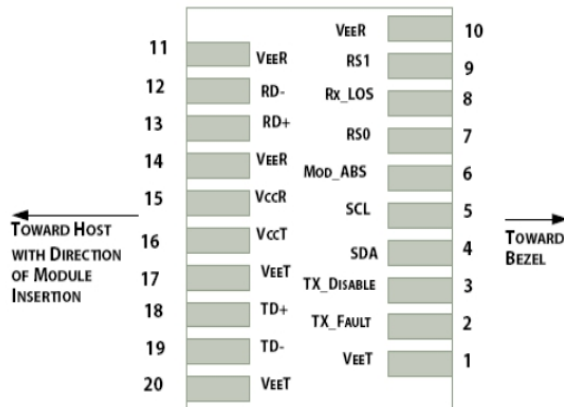 11 VEER
12 RD-
13 RD+
14 VEER
15 VCCR
16 VCCT
17 VEET
18 TD+
19 TD-
20 VEET
VEER 10
RS1 9
RX_LOS 8
RS0 7
MOD_ABS 6
SCL 5
SDA 4
TX_DISABLE 3
TX_FAULT 2
VEET 1
TOWARD HOST
WITH DIRECTION
OF MODULE
INSERTION
TOWARD
BEZEL